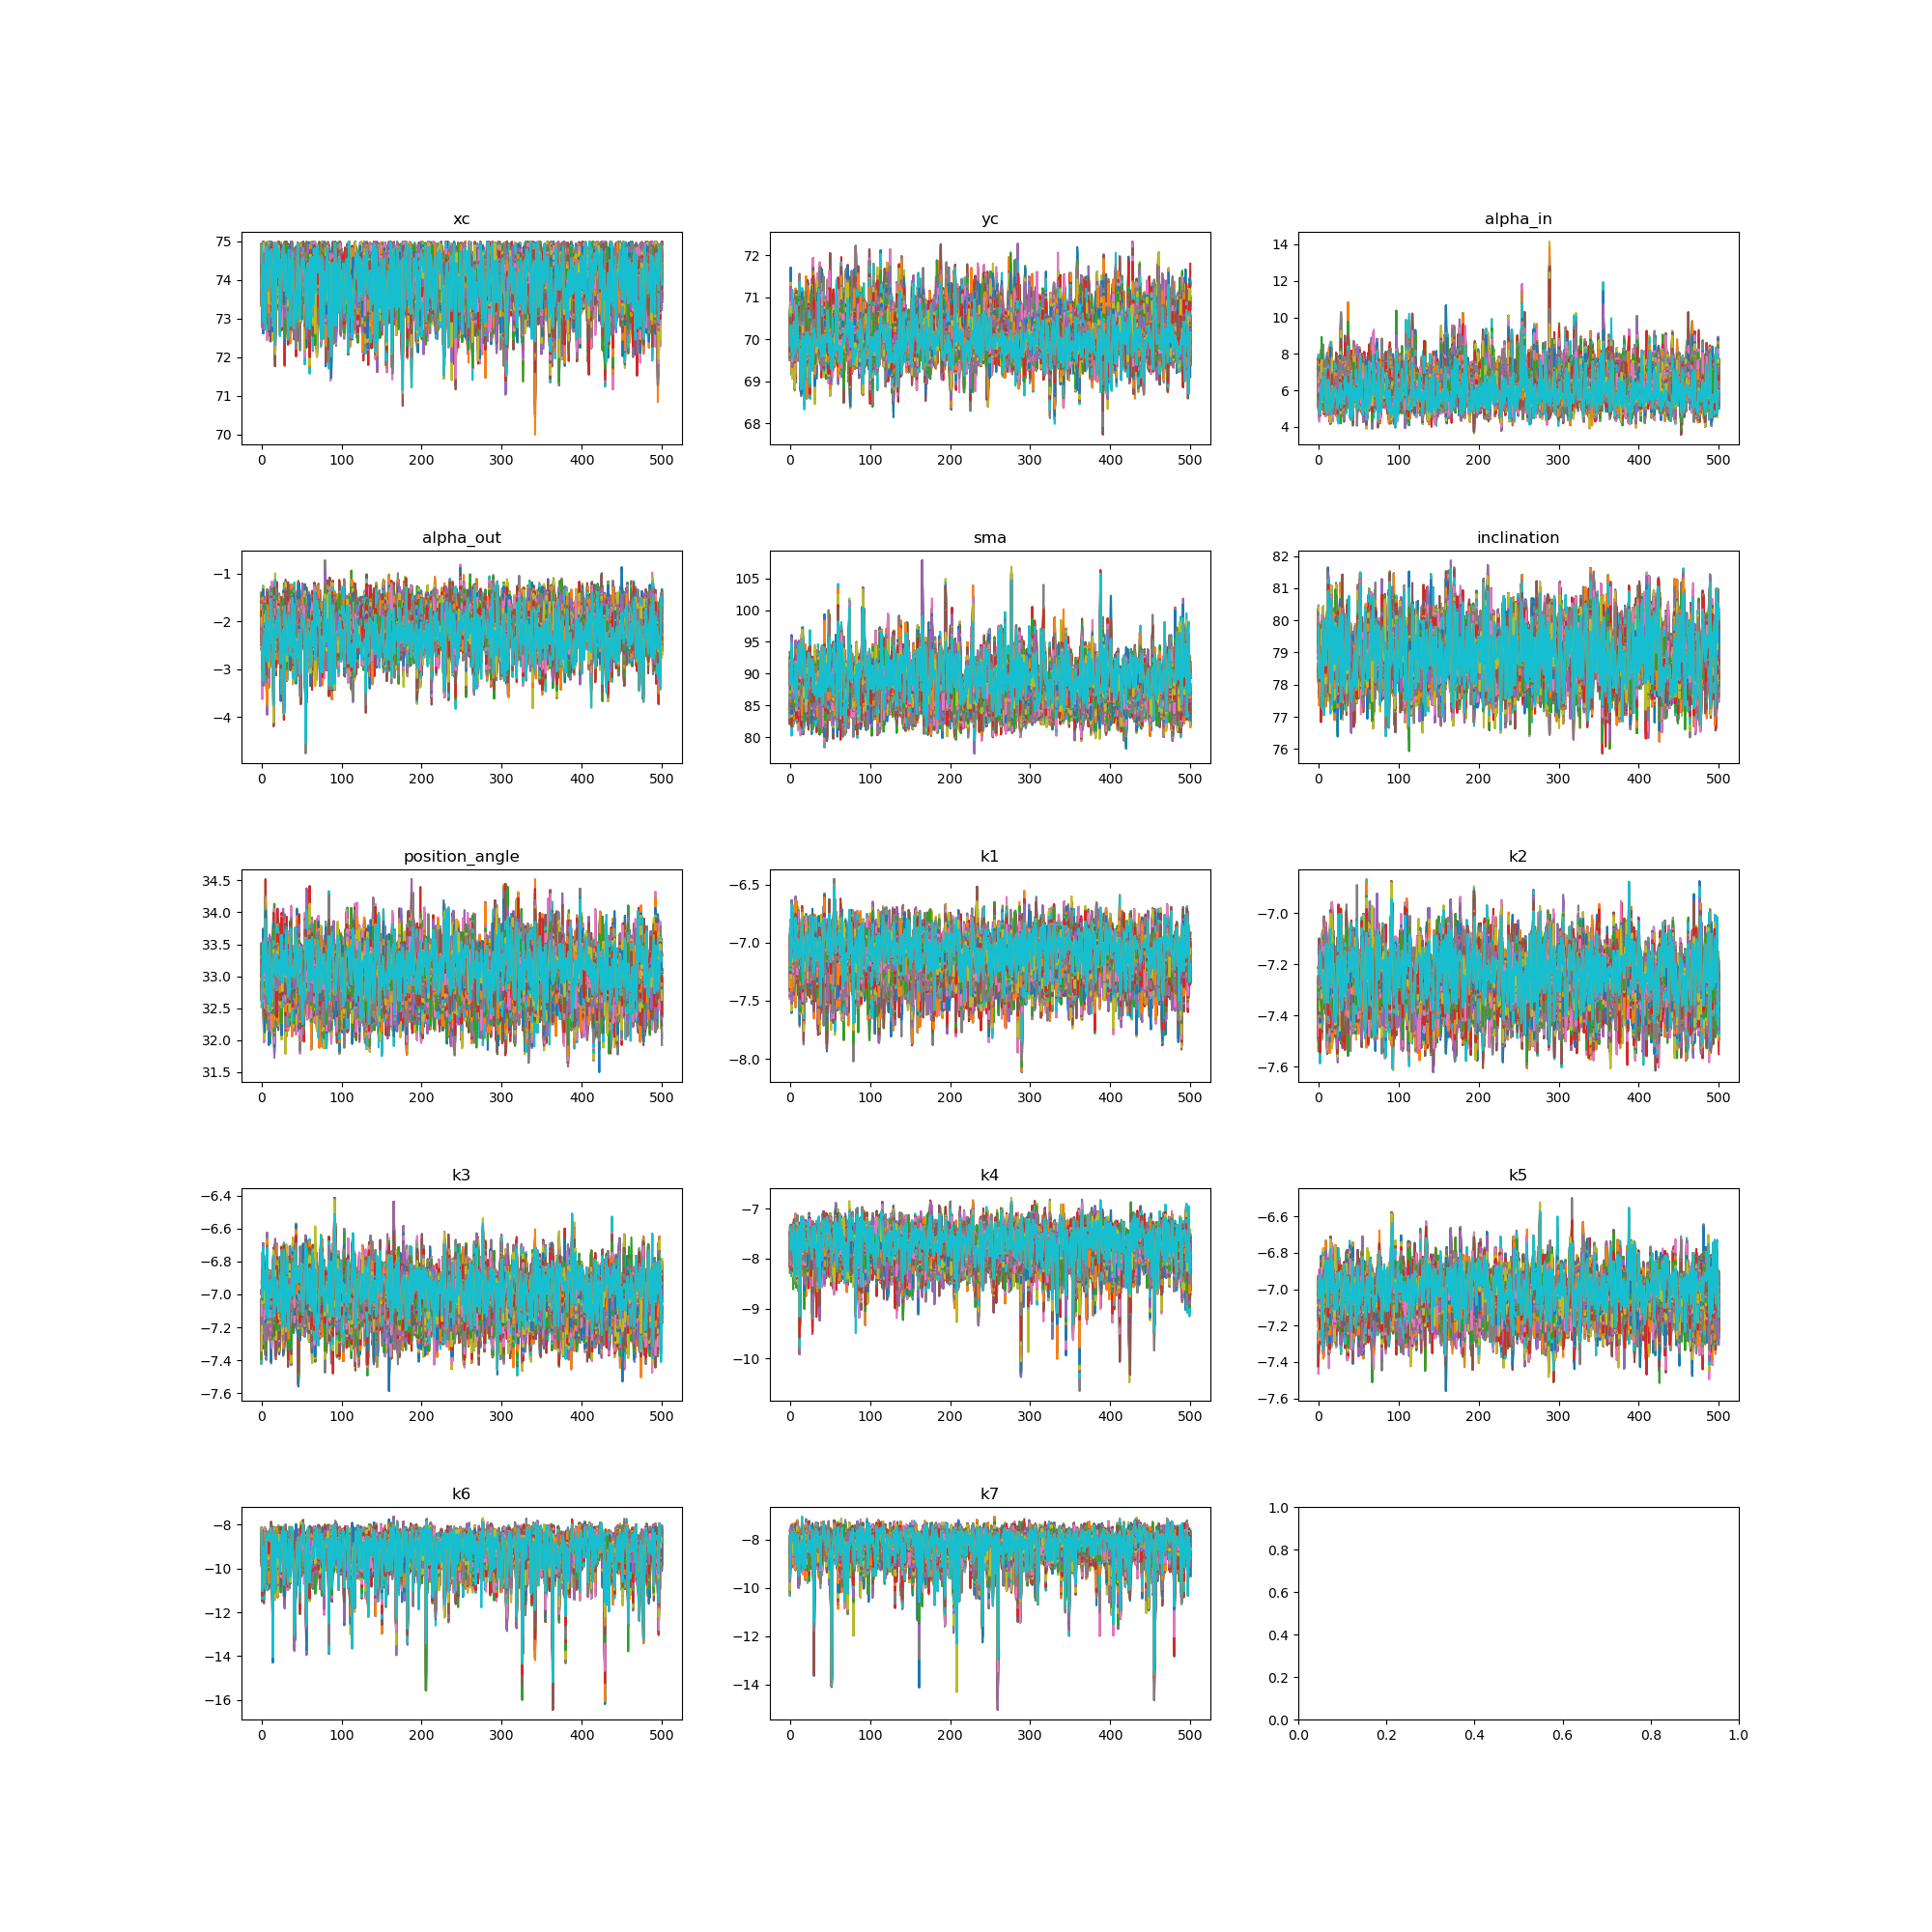 xc
75
74
73
72
71
70
0 100 200 300 400 500
yc
72
71
70
69
68
0 100 200 300 400 500
alpha_in
14
12
10
8
6
4
0 100 200 300 400 500
alpha_out
−1
−2
−3
−4
0 100 200 300 400 500
sma
105
100
95
90
85
80
0 100 200 300 400 500
inclination
82
81
80
79
78
77
76
0 100 200 300 400 500
position_angle
34.5
34.0
33.5
33.0
32.5
32.0
31.5
0 100 200 300 400 500
k1
−6.5
−7.0
−7.5
−8.0
0 100 200 300 400 500
k2
−7.0
−7.2
−7.4
−7.6
0 100 200 300 400 500
k3
−6.4
−6.6
−6.8
−7.0
−7.2
−7.4
−7.6
0 100 200 300 400 500
k4
−7
−8
−9
−10
0 100 200 300 400 500
k5
−6.6
−6.8
−7.0
−7.2
−7.4
−7.6
0 100 200 300 400 500
k6
−8
−10
−12
−14
−16
0 100 200 300 400 500
k7
−8
−10
−12
−14
0 100 200 300 400 500
1.0
0.8
0.6
0.4
0.2
0.0
0.0 0.2 0.4 0.6 0.8 1.0